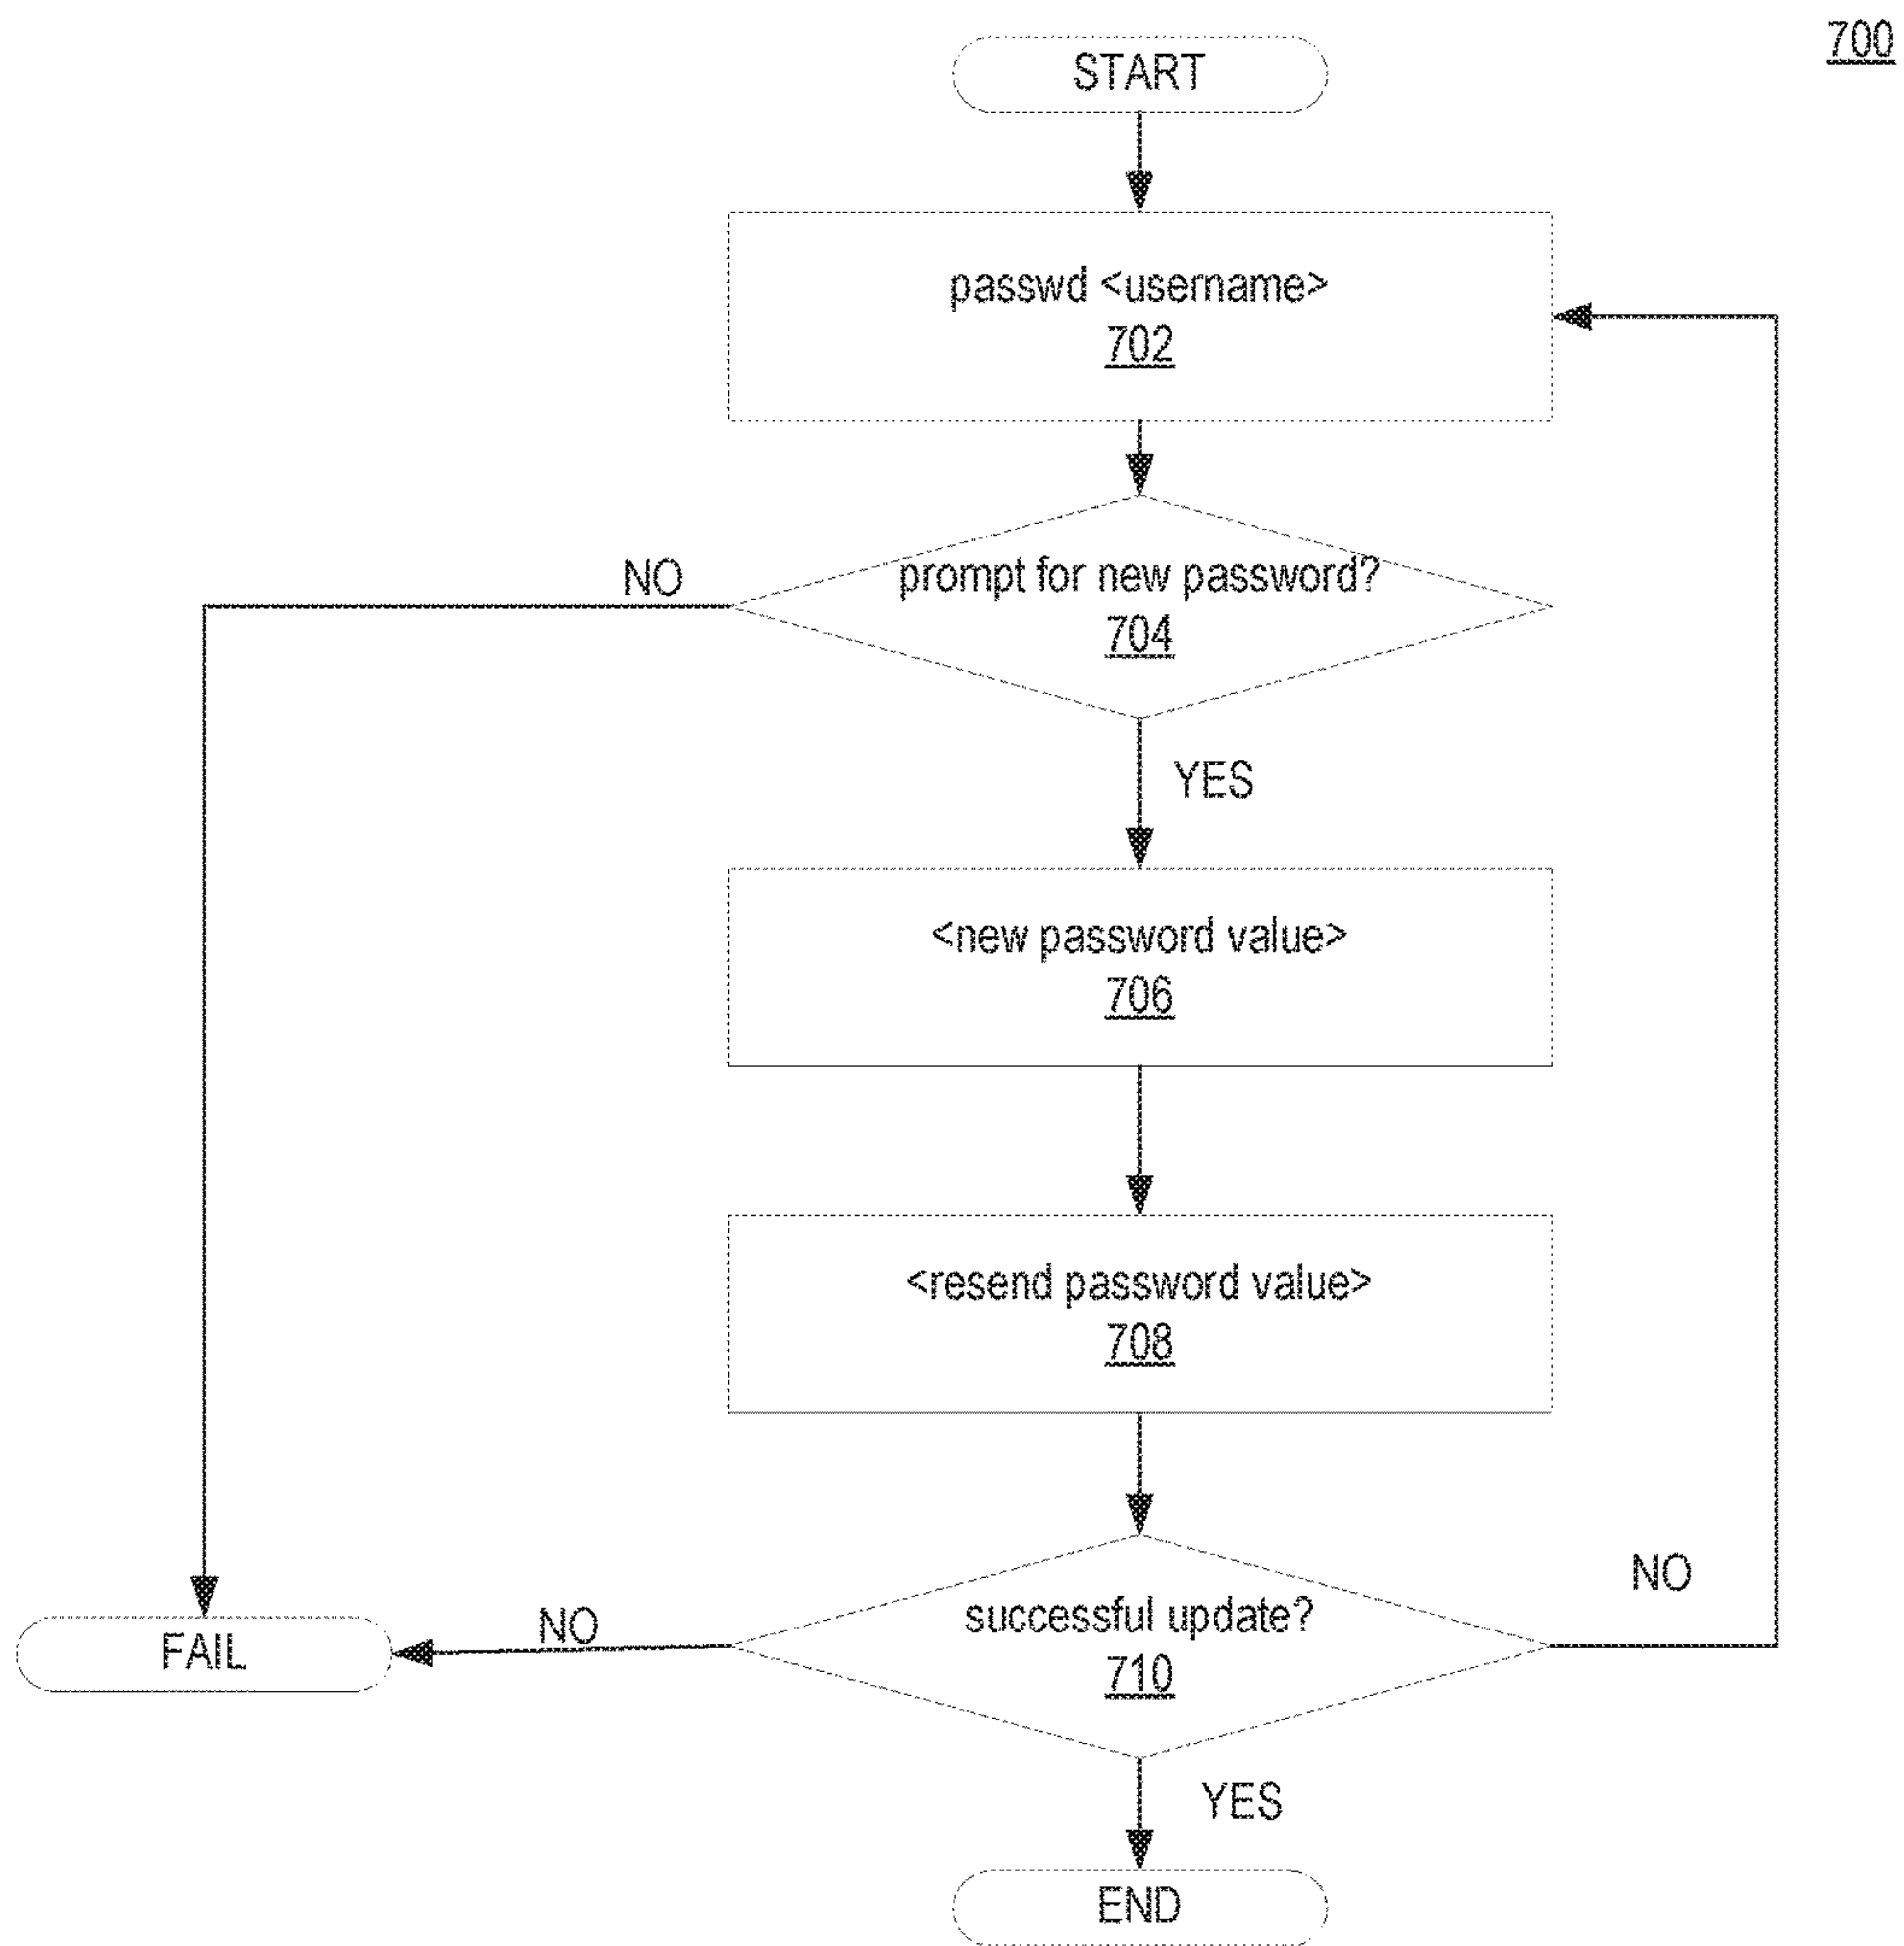 700
START
passwd <username>
702
prompt for new password?
704
NO
YES
<new password value>
706
<resend password value>
708
successful update?
710
NO
NO
FAIL
YES
END